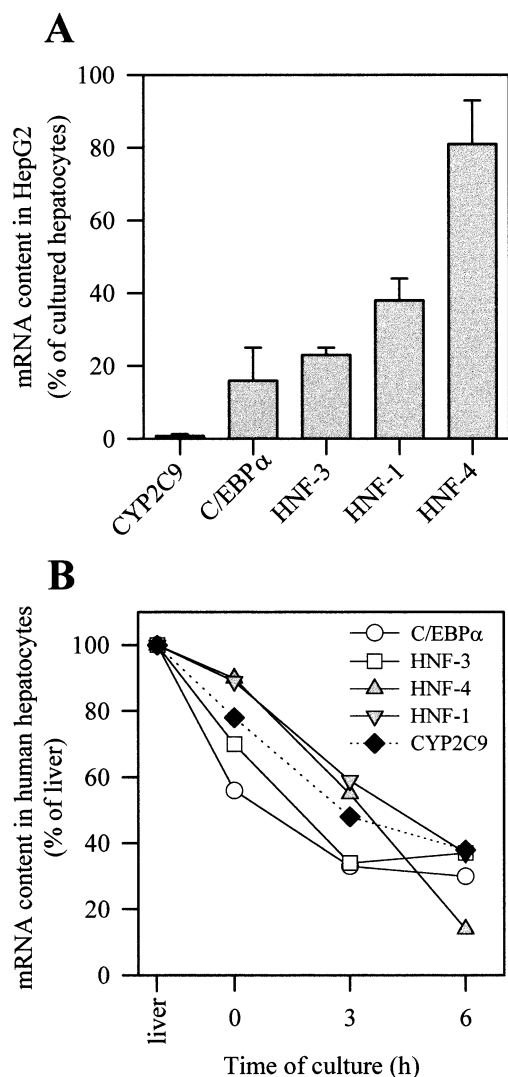 A
mRNA content in HepG2
(% of cultured hepatocytes)
100
80
60
40
20
0
CYP2C9
C/EBPα
HNF-3
HNF-1
HNF-4
B
mRNA content in human hepatocytes
(% of liver)
100
80
60
40
20
0
C/EBPα
HNF-3
HNF-4
HNF-1
CYP2C9
liver
0
3
6
Time of culture (h)